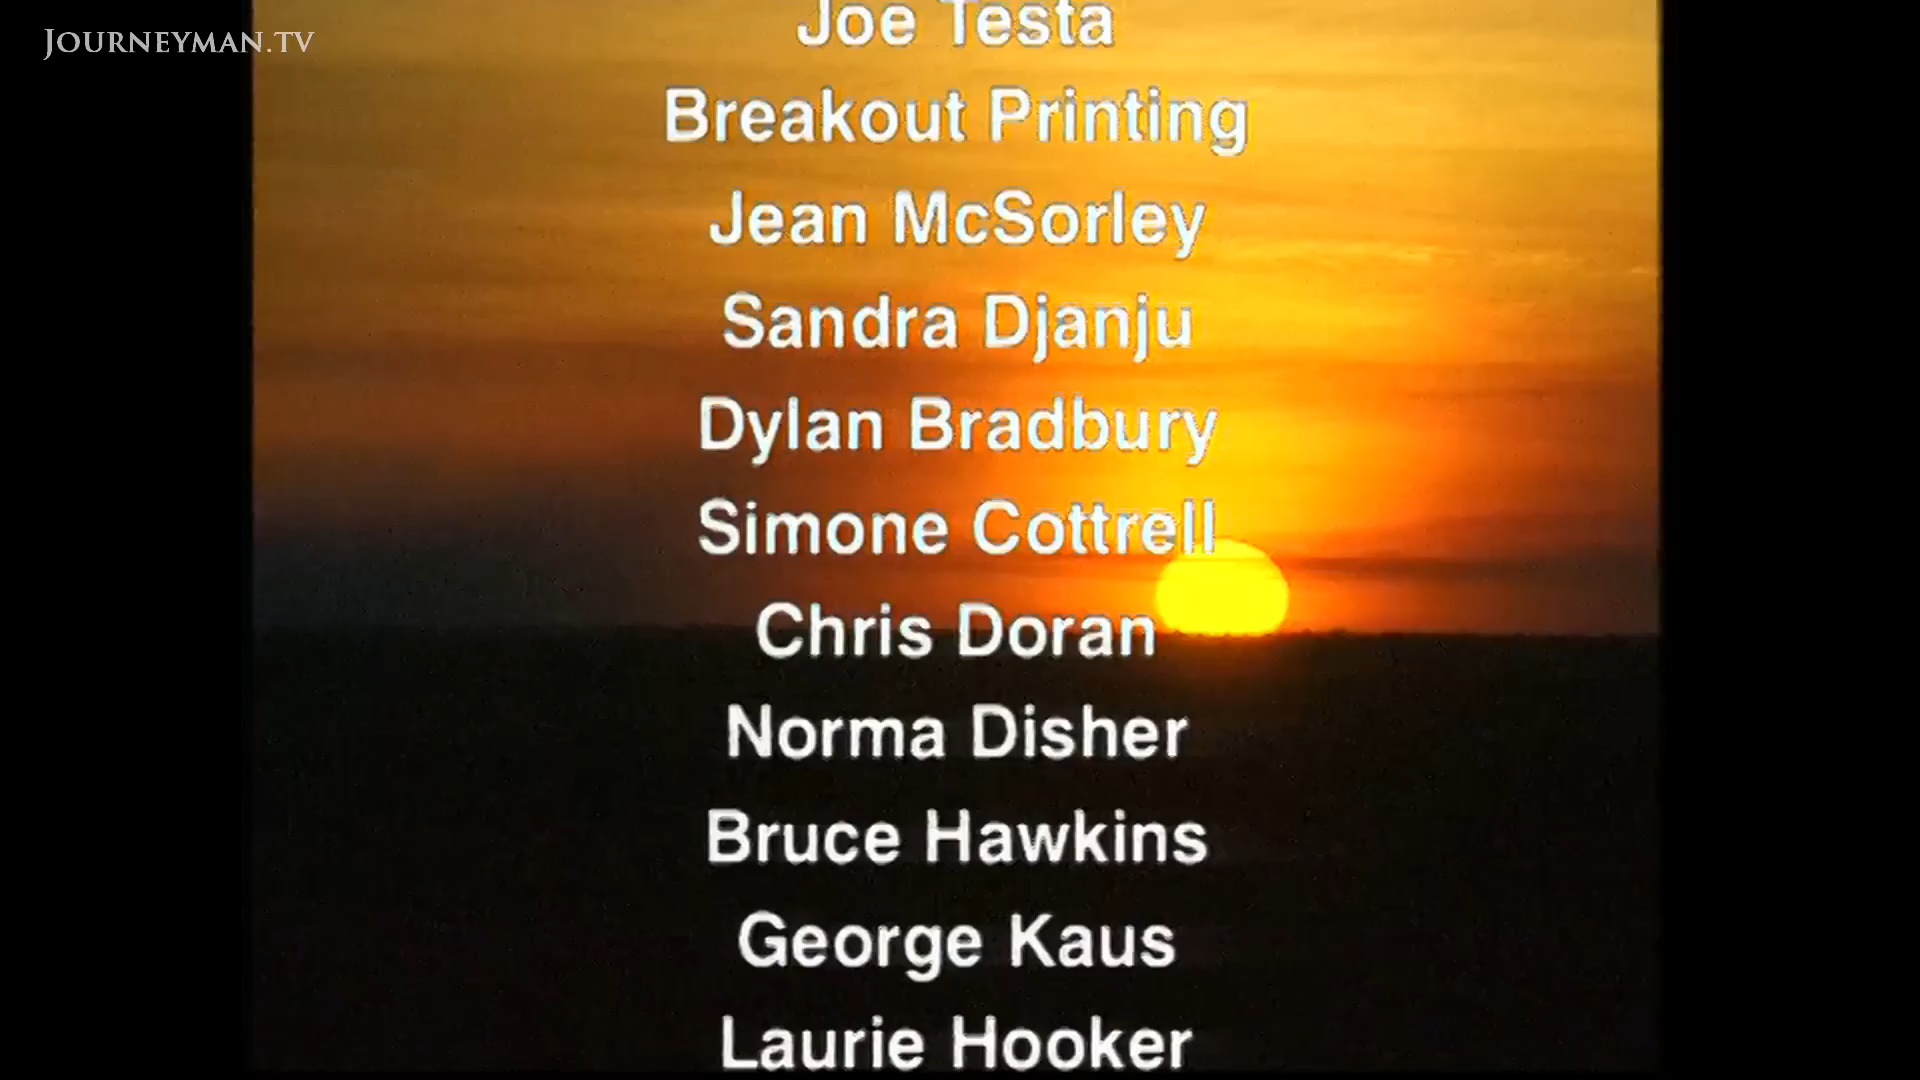 JOURNEYMAN.TV
Joe Testa
Breakout Printing
Jean McSorley
Sandra Djanju
Dylan Bradbury
Simone Cottrell
Chris Doran
Norma Disher
Bruce Hawkins
George Kaus
Laurie Hooker